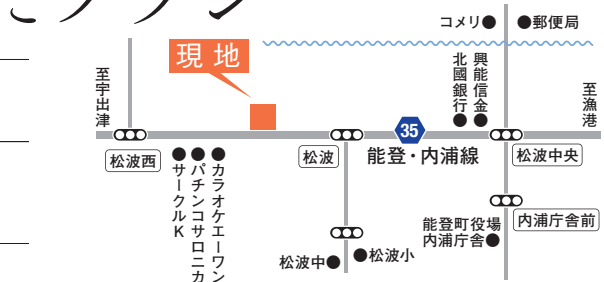 とプラン
コメリ●
●郵便局
現地
至宇出津
北國銀行●
興能信金●
至漁港
35
松波西
松波
能登・内浦線
松波中央
●サークルK
●パチンコサロニカ
●カラオケエーワン
内浦庁舎前
能登町役場
内浦庁舎●
松波中●
●松波小